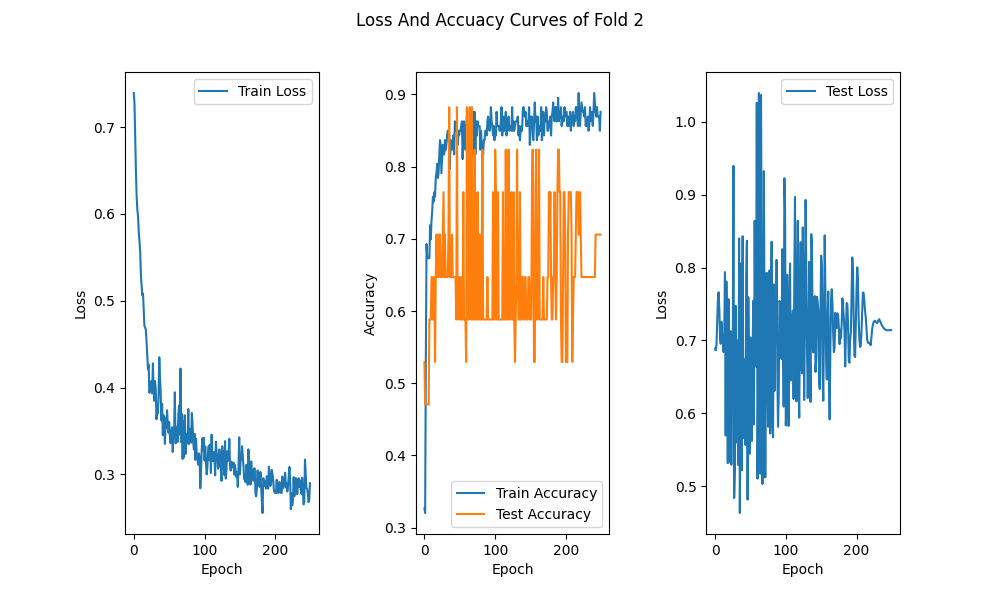 Loss And Accuacy Curves of Fold 2
Train Loss
0.7
0.6
0.5
0.4
0.3
Loss
0
100
200
Epoch
0.9
0.8
0.7
0.6
0.5
0.4
0.3
Accuracy
Train Accuracy
Test Accuracy
0
100
200
Epoch
Test Loss
1.0
0.9
0.8
0.7
0.6
0.5
Loss
0
100
200
Epoch